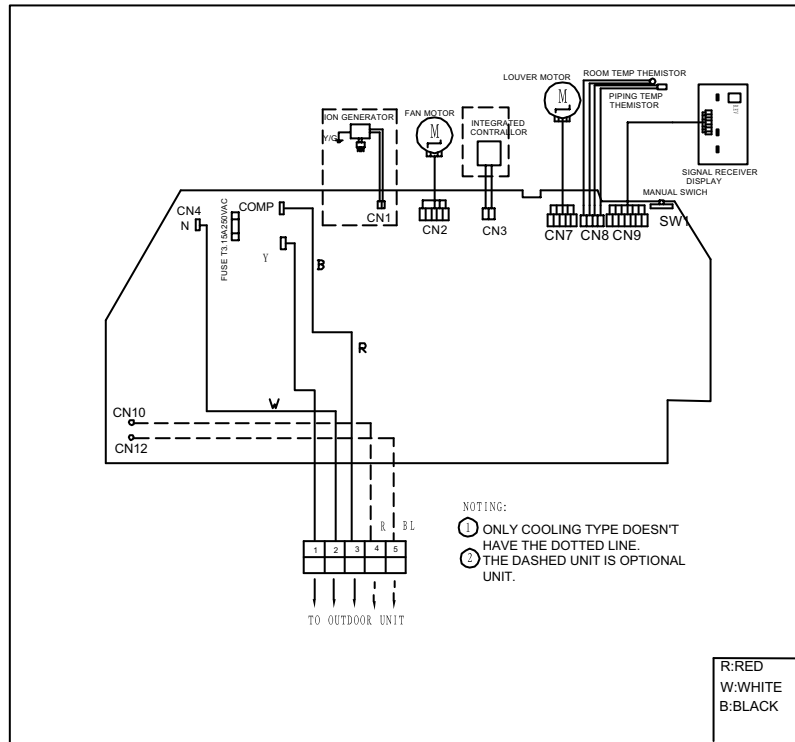 LOUVER MOTOR
ROOM TEMP THEMISTOR
PIPING TEMP
THEMISTOR
ION GENERATOR
FAN MOTOR
INTEGRATED
CONTRALLOR
M
M
KEY
Y/G
SIGNAL RECEIVER
DISPLAY
MANUAL SWICH
CN4
N
FUSE T3.15A250VAC
COMP
CN1
CN2
CN3
CN7
CN8
CN9
SW1
Y
B
R
W
CN10
CN12
R
BL
1
2
3
4
5
TO OUTDOOR UNIT
NOTING:
1 ONLY COOLING TYPE DOESN'T
HAVE THE DOTTED LINE.
2 THE DASHED UNIT IS OPTIONAL
UNIT.
R:RED
W:WHITE
B:BLACK